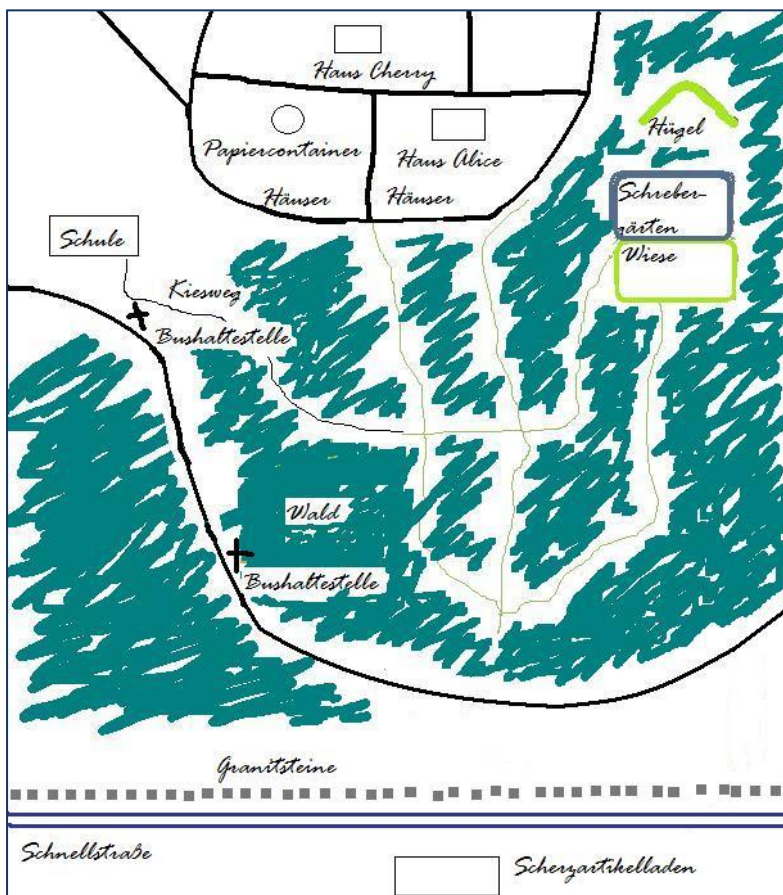 Haus Cherry
Hügel
Papiercontainer
Haus Alice
Häuser
Häuser
Schreber-
gärten
Schule
Wiese
Kiesweg
Bushaltestelle
Wald
Bushaltestelle
Granitsteine
Schnellstraße
Scherzartikelladen